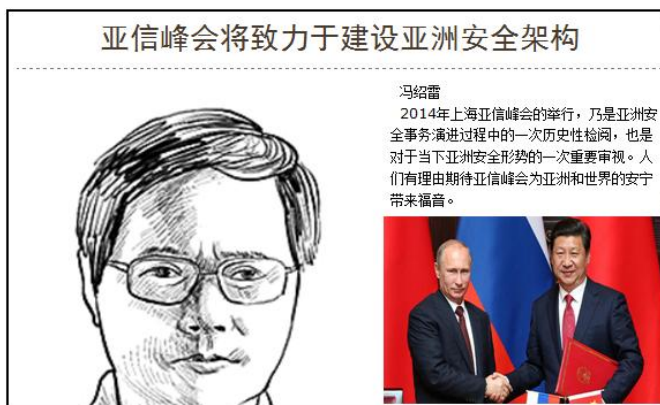 亚信峰会将致力于建设亚洲安全架构
冯绍雷
2014年上海亚信峰会的举行，乃是亚洲安
全事务演进过程中的一次历史性检阅，也是
对于当下亚洲安全形势的一次重要审视。人
们有理由期待亚信峰会为亚洲和世界的安宁
带来福音。